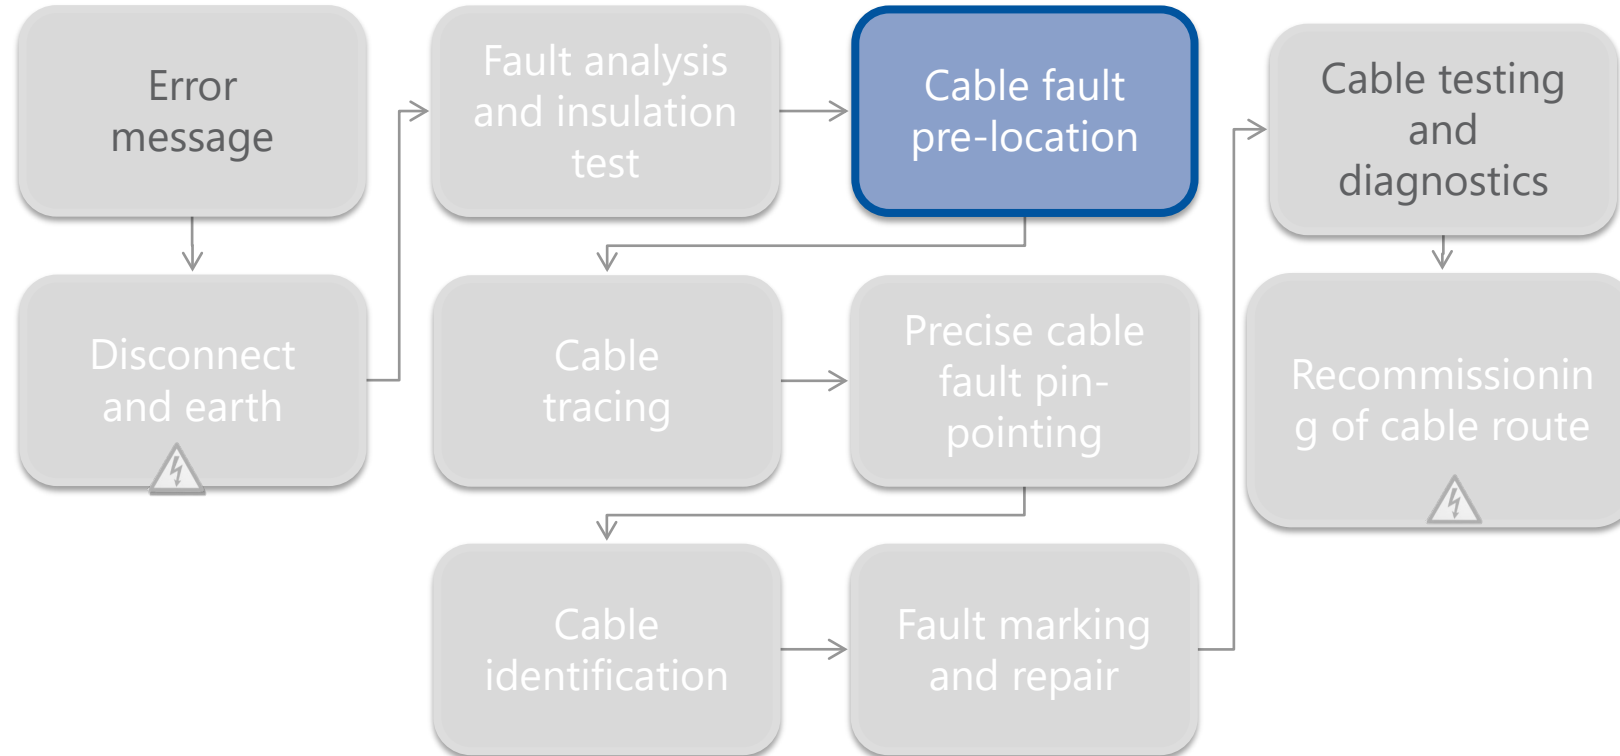 Error
message
Disconnect
and earth
Fault analysis
and insulation
test
Cable fault
pre-location
Cable
tracing
Precise cable
fault pin-
pointing
Cable
identification
Fault marking
and repair
Cable testing
and
diagnostics
Recommissionin
g of cable route